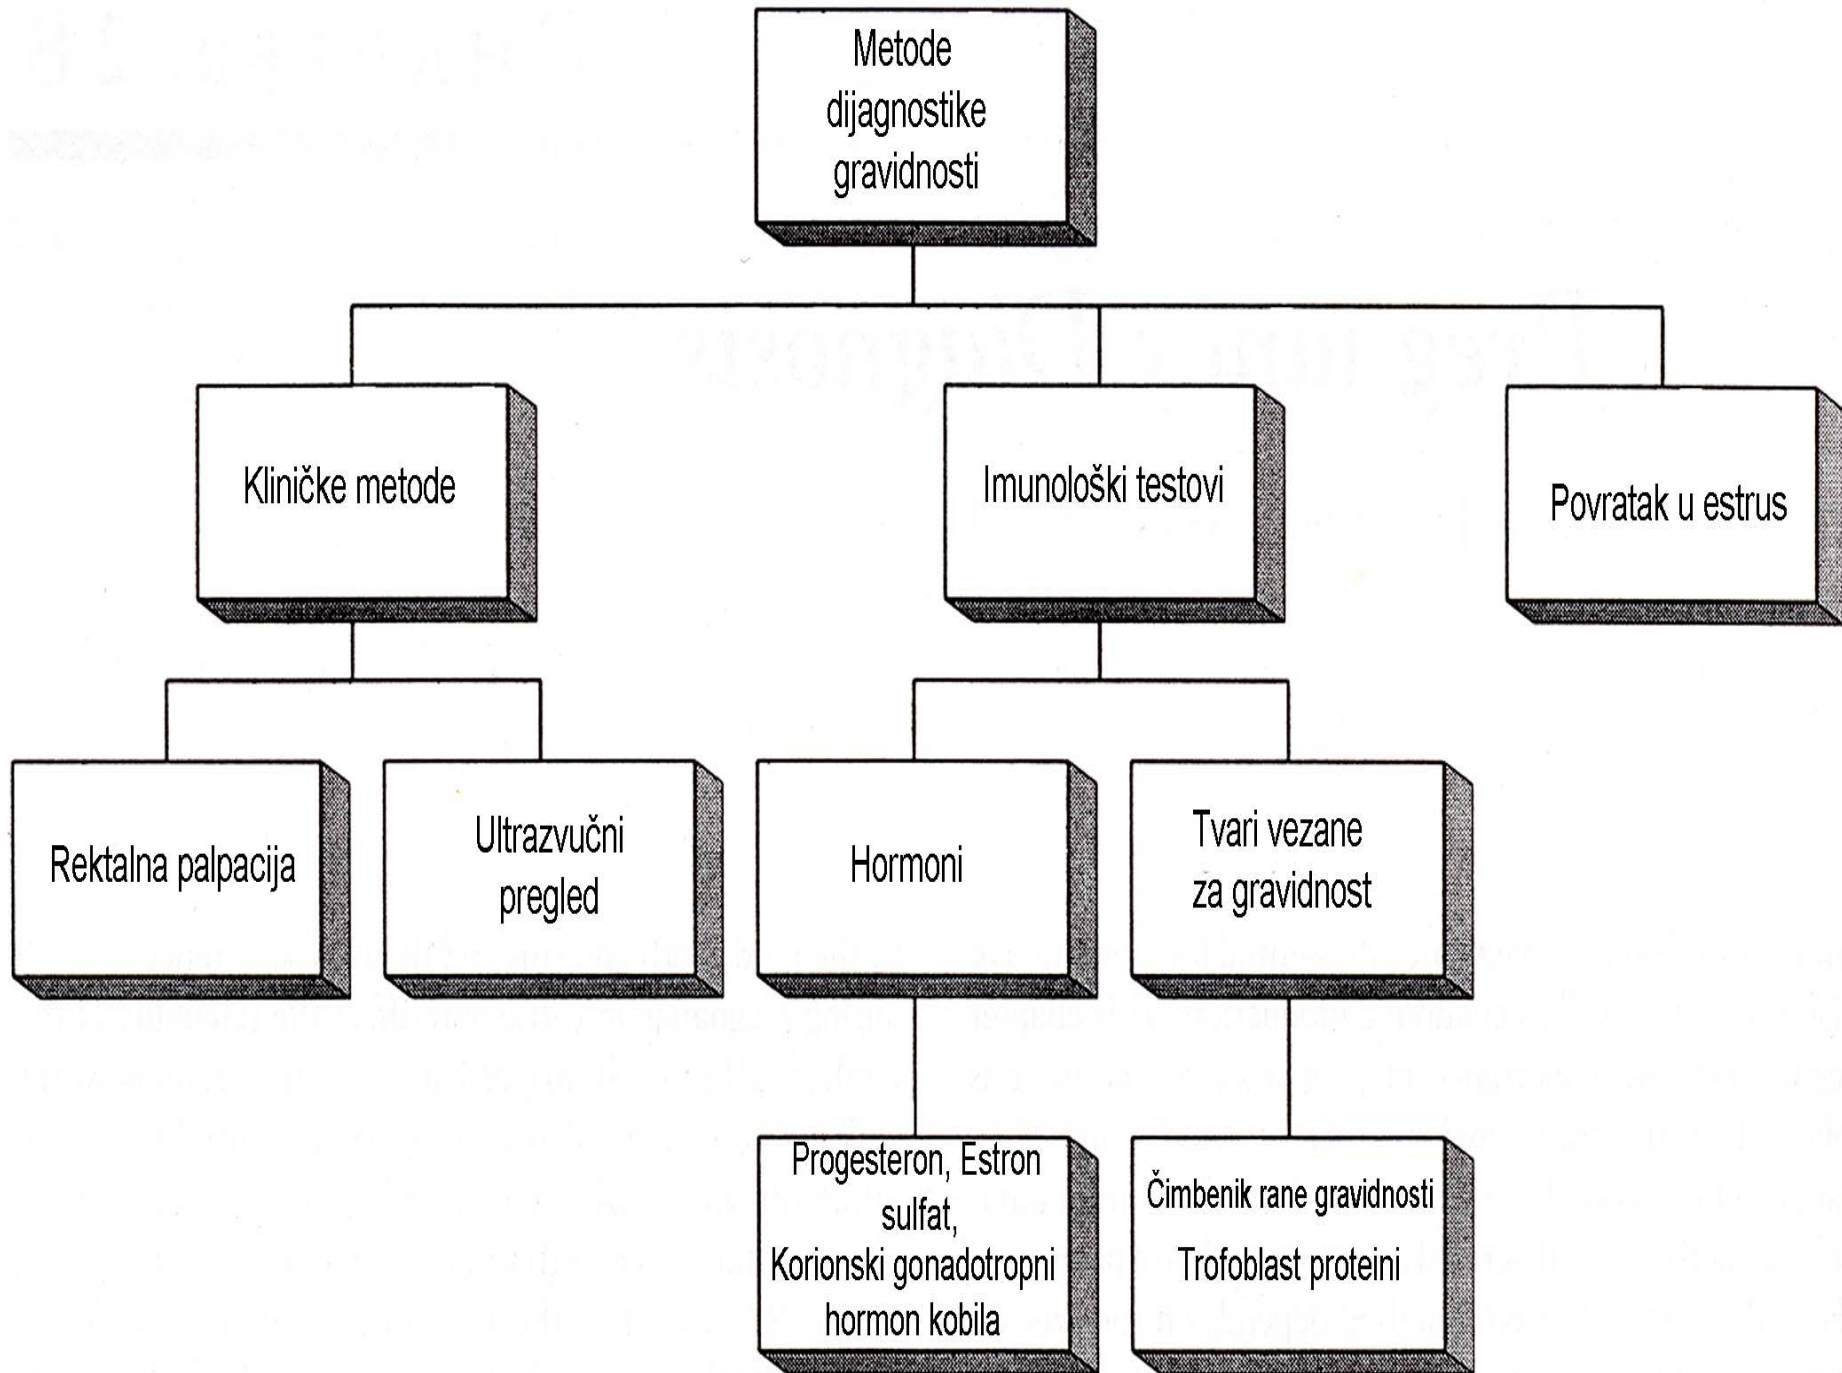 Metode
dijagnostike
gravidnosti
Kliničke metode
Imunološki testovi
Povratak u estrus
Rektalna palpacija
Ultrazvučni
pregled
Hormoni
Tvari vezane
za gravidnost
Progesteron, Estron
sulfat,
Korionski gonadotropni
hormon kobila
Čimbenik rane gravidnosti
Trofoblast proteini